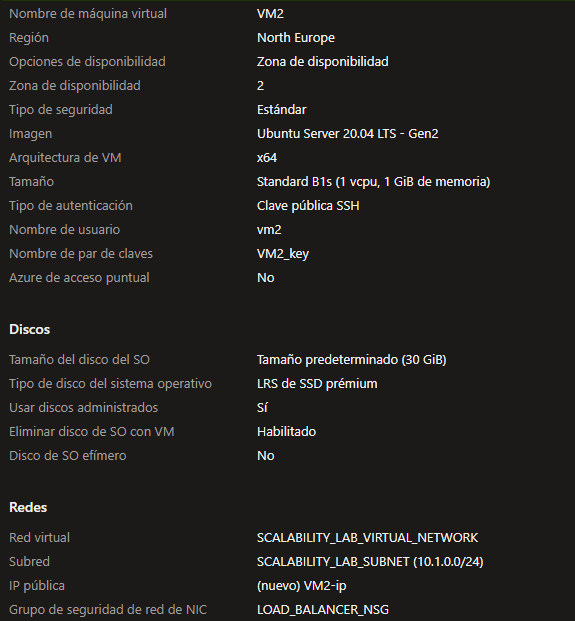 Nombre de máquina virtual VM2
Región North Europe
Opciones de disponibilidad Zona de disponibilidad
Zona de disponibilidad 2
Tipo de seguridad Estándar
Imagen Ubuntu Server 20.04 LTS - Gen2
Arquitectura de VM x64
Tamaño Standard B1s (1 vcpu, 1 GiB de memoria)
Tipo de autenticación Clave pública SSH
Nombre de usuario vm2
Nombre de par de claves VM2_key
Azure de acceso puntual No
Discos
Tamaño del disco del SO Tamaño predeterminado (30 GiB)
Tipo de disco del sistema operativo LRS de SSD prémium
Usar discos administrados Sí
Eliminar disco de SO con VM Habilitado
Disco de SO efímero No
Redes
Red virtual SCALABILITY_LAB_VIRTUAL_NETWORK
Subred SCALABILITY_LAB_SUBNET (10.1.0.0/24)
IP pública (nuevo) VM2-ip
Grupo de seguridad de red de NIC LOAD_BALANCER_NSG